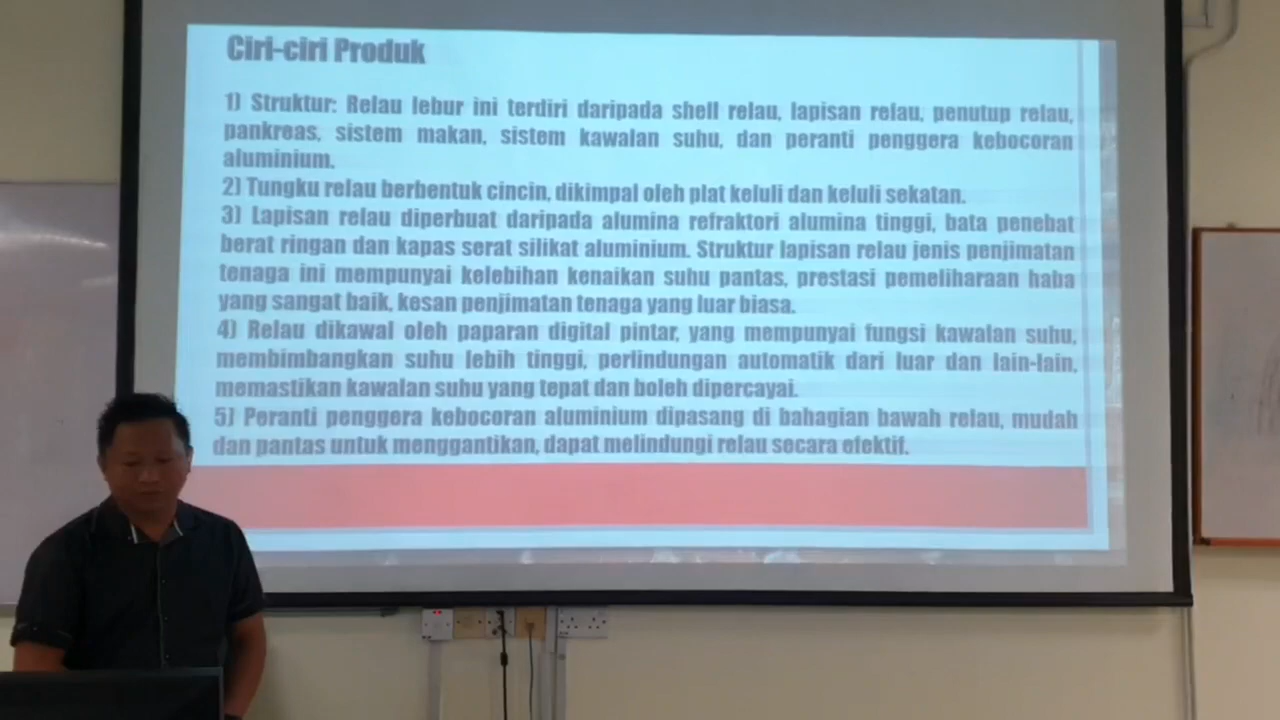 Ciri-ciri Produk
1) Struktur: Relau lebur ini terdiri daripada shell relau, lapisan relau, penutup relau,
pankreas, sistem makan, sistem kawalan suhu, dan peranti penggera kebocoran
aluminium.
2) Tungku relau berbentuk cincin, dikimpal oleh plat keluli dan keluli sekatan.
3) Lapisan relau diperbuat daripada alumina refraktori alumina tinggi, bata penebat
berat ringan dan kapas serat silikat aluminium. Struktur lapisan relau jenis penjimatan
tenaga ini mempunyai kelebihan kenaikan suhu pantas, prestasi pemeliharaan haba
yang sangat baik, kesan penjimatan tenaga yang luar biasa.
4) Relau dikawal oleh paparan digital pintar, yang mempunyai fungsi kawalan suhu,
membimbangkan suhu lebih tinggi, perlindungan automatik dari luar dan lain-lain,
memastikan kawalan suhu yang tepat dan boleh dipercayai.
5) Peranti penggera kebocoran aluminium dipasang di bahagian bawah relau, mudah
dan pantas untuk menggantikan, dapat melindungi relau secara efektif.